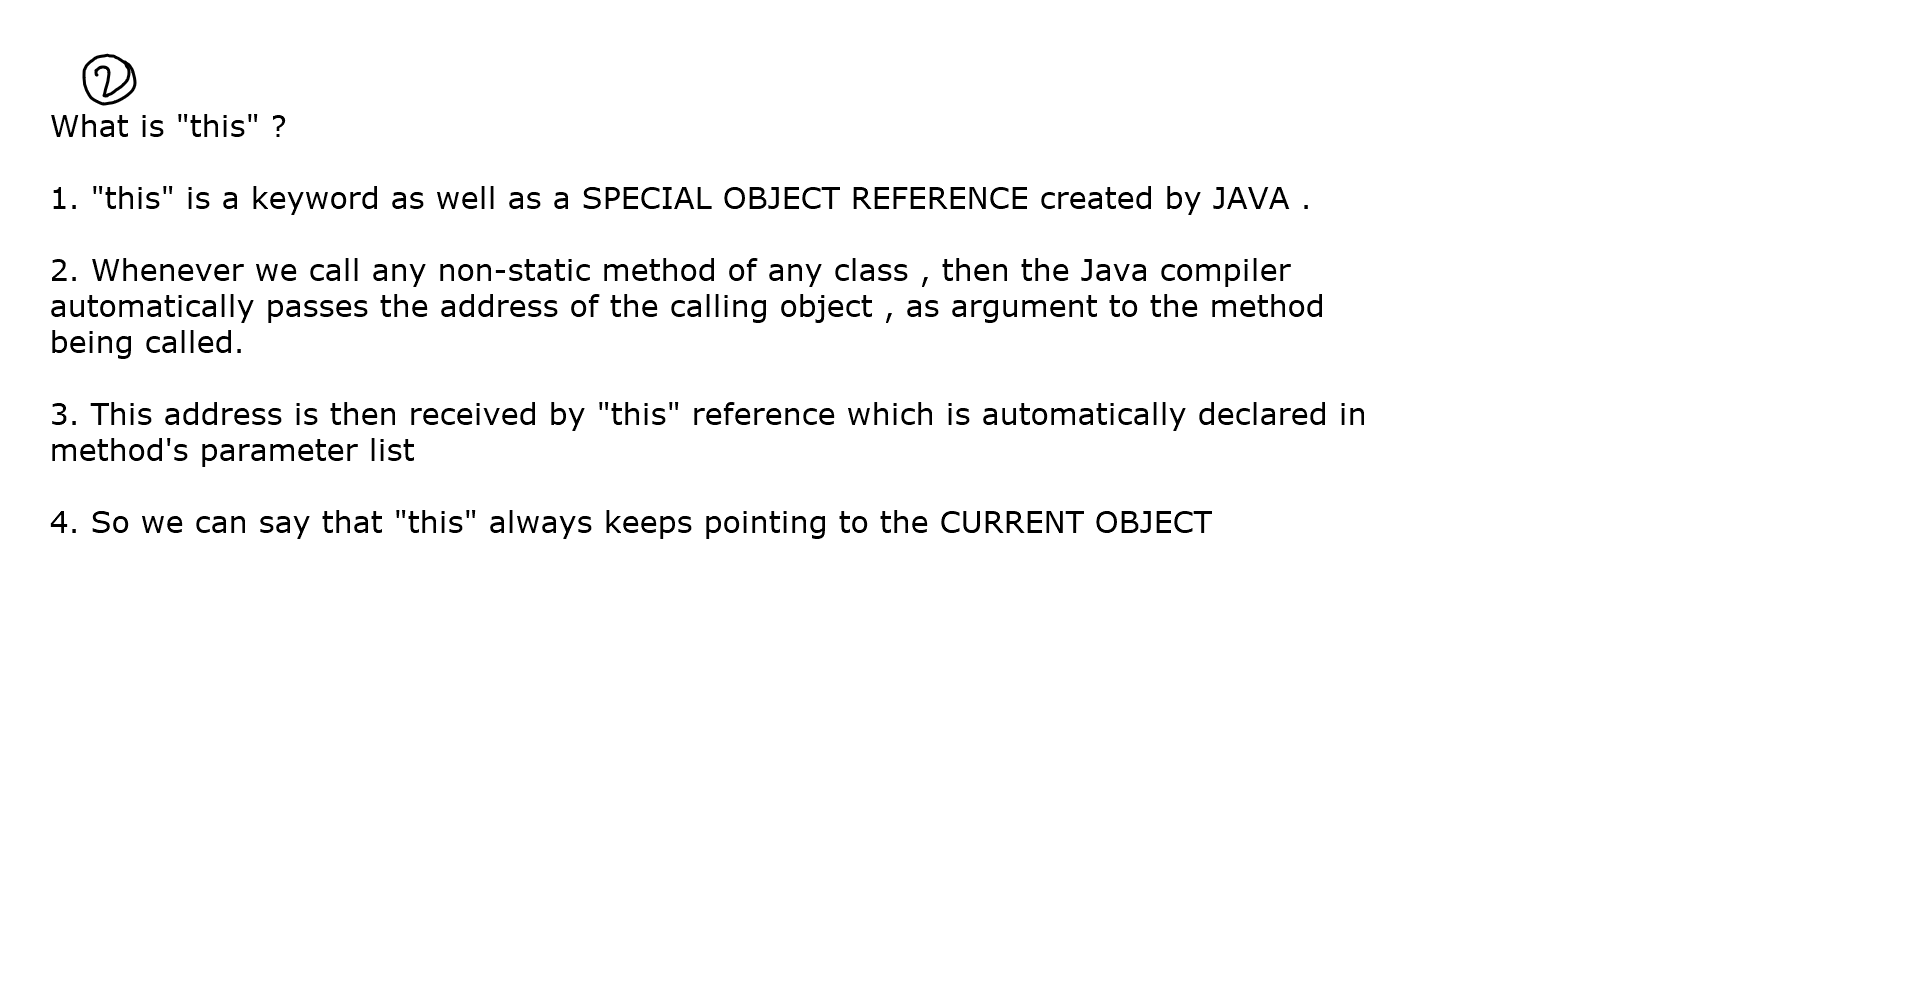 2
What is "this" ?
1. "this" is a keyword as well as a SPECIAL OBJECT REFERENCE created by JAVA .
2. Whenever we call any non-static method of any class , then the Java compiler
automatically passes the address of the calling object , as argument to the method
being called.
3. This address is then received by "this" reference which is automatically declared in
method's parameter list
4. So we can say that "this" always keeps pointing to the CURRENT OBJECT